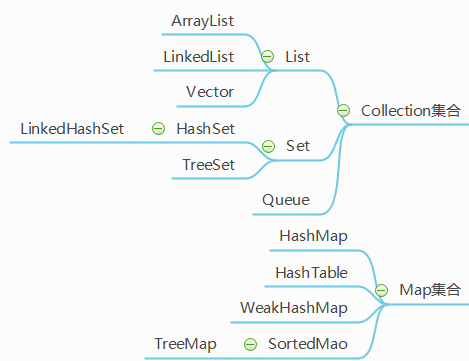 ArrayList
LinkedList
List
Vector
Collection集合
LinkedHashSet
HashSet
Set
TreeSet
Queue
HashMap
HashTable
Map集合
WeakHashMap
TreeMap
SortedMao